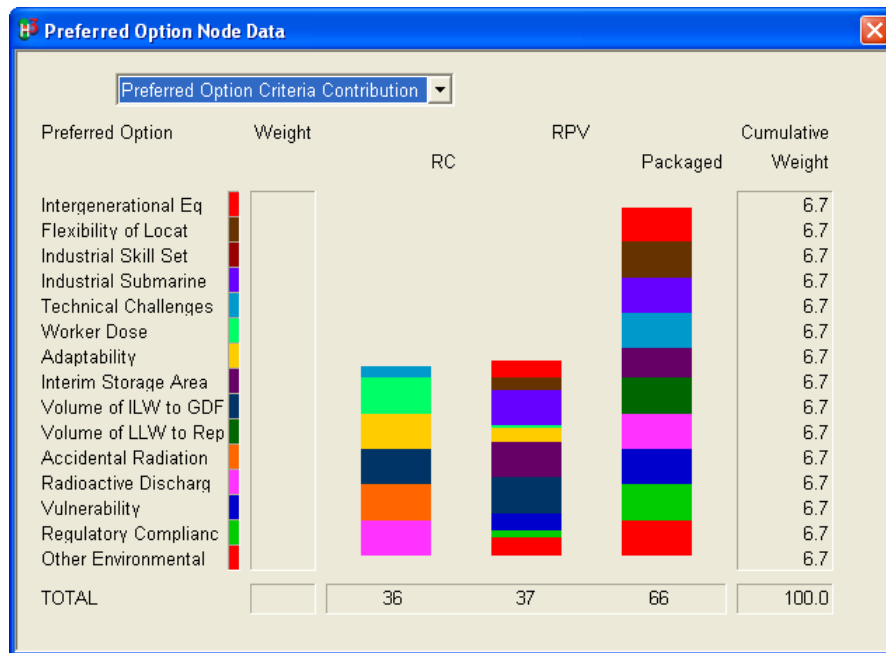 H3 Preferred Option Node Data
Preferred Option Criteria Contribution
Preferred Option Weight RPV Cumulative
RC Packaged Weight
Intergenerational Eq 6.7
Flexibility of Locat 6.7
Industrial Skill Set 6.7
Industrial Submarine 6.7
Technical Challenges 6.7
Worker Dose 6.7
Adaptability 6.7
Interim Storage Area 6.7
Volume of ILW to GDF 6.7
Volume of LLW to Rep 6.7
Accidental Radiation 6.7
Radioactive Discharg 6.7
Vulnerability 6.7
Regulatory Complianc 6.7
Other Environmental 6.7
TOTAL 36 37 66 100.0